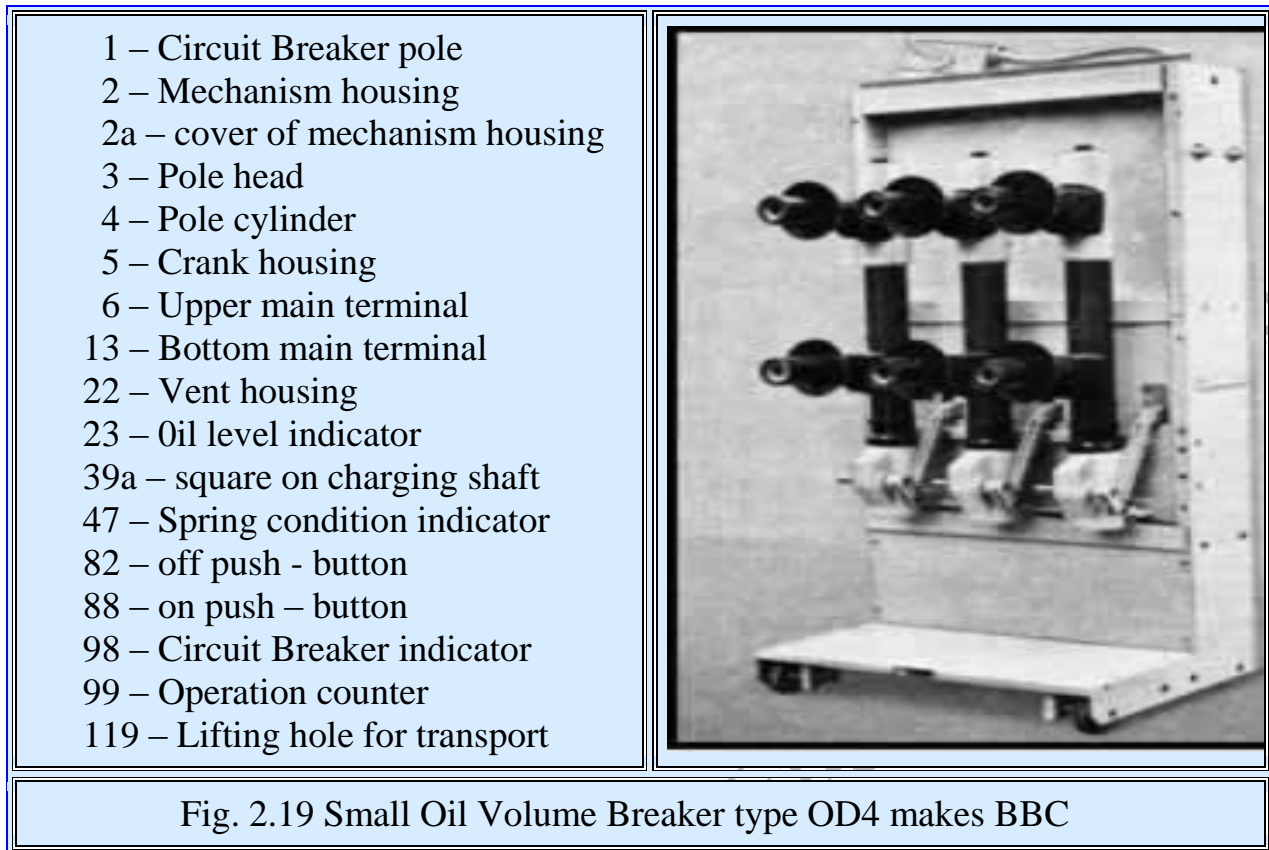 1 – Circuit Breaker pole
2 – Mechanism housing
2a – cover of mechanism housing
3 – Pole head
4 – Pole cylinder
5 – Crank housing
6 – Upper main terminal
13 – Bottom main terminal
22 – Vent housing
23 – 0il level indicator
39a – square on charging shaft
47 – Spring condition indicator
82 – off push - button
88 – on push – button
98 – Circuit Breaker indicator
99 – Operation counter
119 – Lifting hole for transport
Fig. 2.19 Small Oil Volume Breaker type OD4 makes BBC